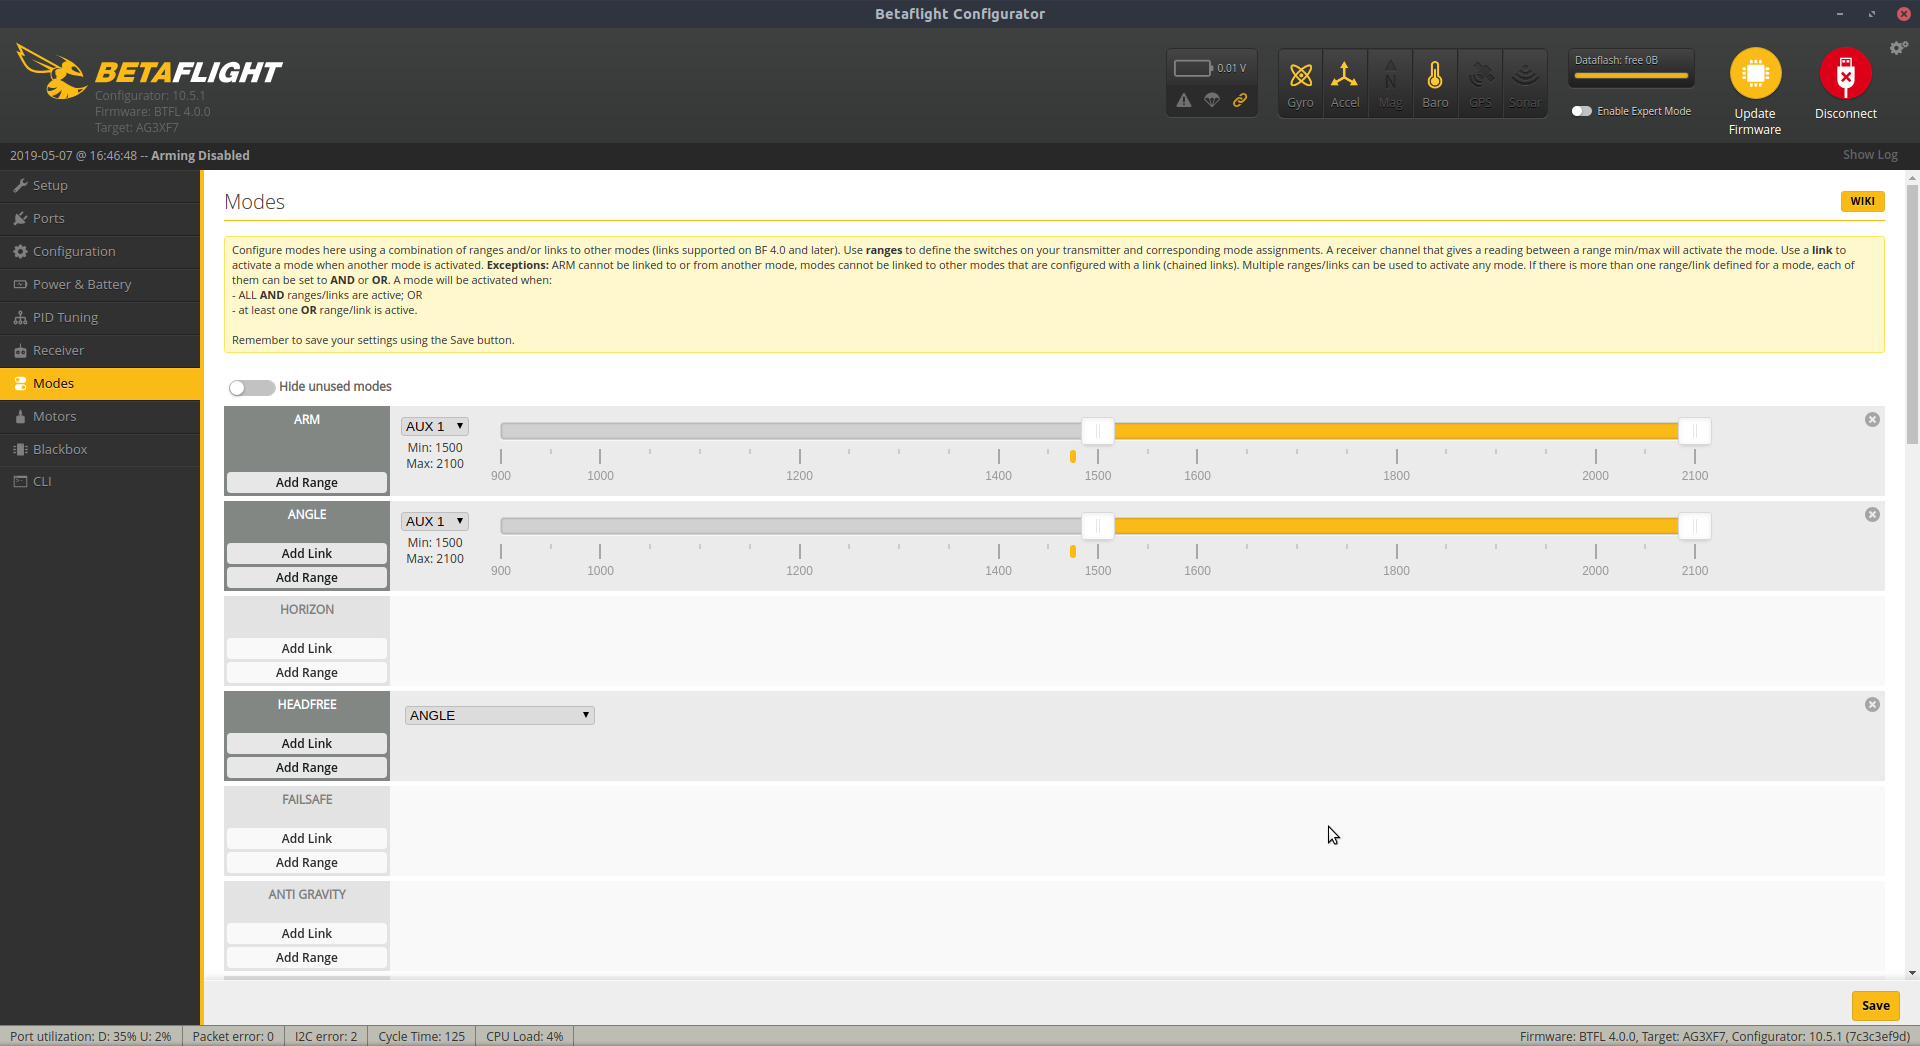 Betaflight Configurator
BETAFLIGHT
Configurator: 10.5.1
Firmware: BTFL 4.0.0
Target: AG3XF7
0.01 V
Gyro
Accel
Mag
Baro
GPS
Sonar
Dataflash: free 0B
Enable Expert Mode
Update
Firmware
Disconnect
2019-05-07 @ 16:46:48 -- Arming Disabled
Show Log
Setup
Ports
Configuration
Power & Battery
PID Tuning
Receiver
Modes
Motors
Blackbox
CLI
Modes
WIKI
Configure modes here using a combination of ranges and/or links to other modes (links supported on BF 4.0 and later). Use ranges to define the switches on your transmitter and corresponding mode assignments. A receiver channel that gives a reading between a range min/max will activate the mode. Use a link to
activate a mode when another mode is activated. Exceptions: ARM cannot be linked to or from another mode, modes cannot be linked to other modes that are configured with a link (chained links). Multiple ranges/links can be used to activate any mode. If there is more than one range/link defined for a mode, each of
them can be set to AND or OR. A mode will be activated when:
- ALL AND ranges/links are active; OR
- at least one OR range/link is active.
Remember to save your settings using the Save button.
Hide unused modes
ARM
Add Range
AUX 1
Min: 1500
Max: 2100
900 1000 1200 1400 1500 1600 1800 2000 2100
ANGLE
Add Link
Add Range
AUX 1
Min: 1500
Max: 2100
900 1000 1200 1400 1500 1600 1800 2000 2100
HORIZON
Add Link
Add Range
HEADFREE
Add Link
Add Range
ANGLE
FAILSAFE
Add Link
Add Range
ANTI GRAVITY
Add Link
Add Range
Save
Port utilization: D: 35% U: 2%
Packet error: 0
I2C error: 2
Cycle Time: 125
CPU Load: 4%
Firmware: BTFL 4.0.0, Target: AG3XF7, Configurator: 10.5.1 (7c3c3ef9d)